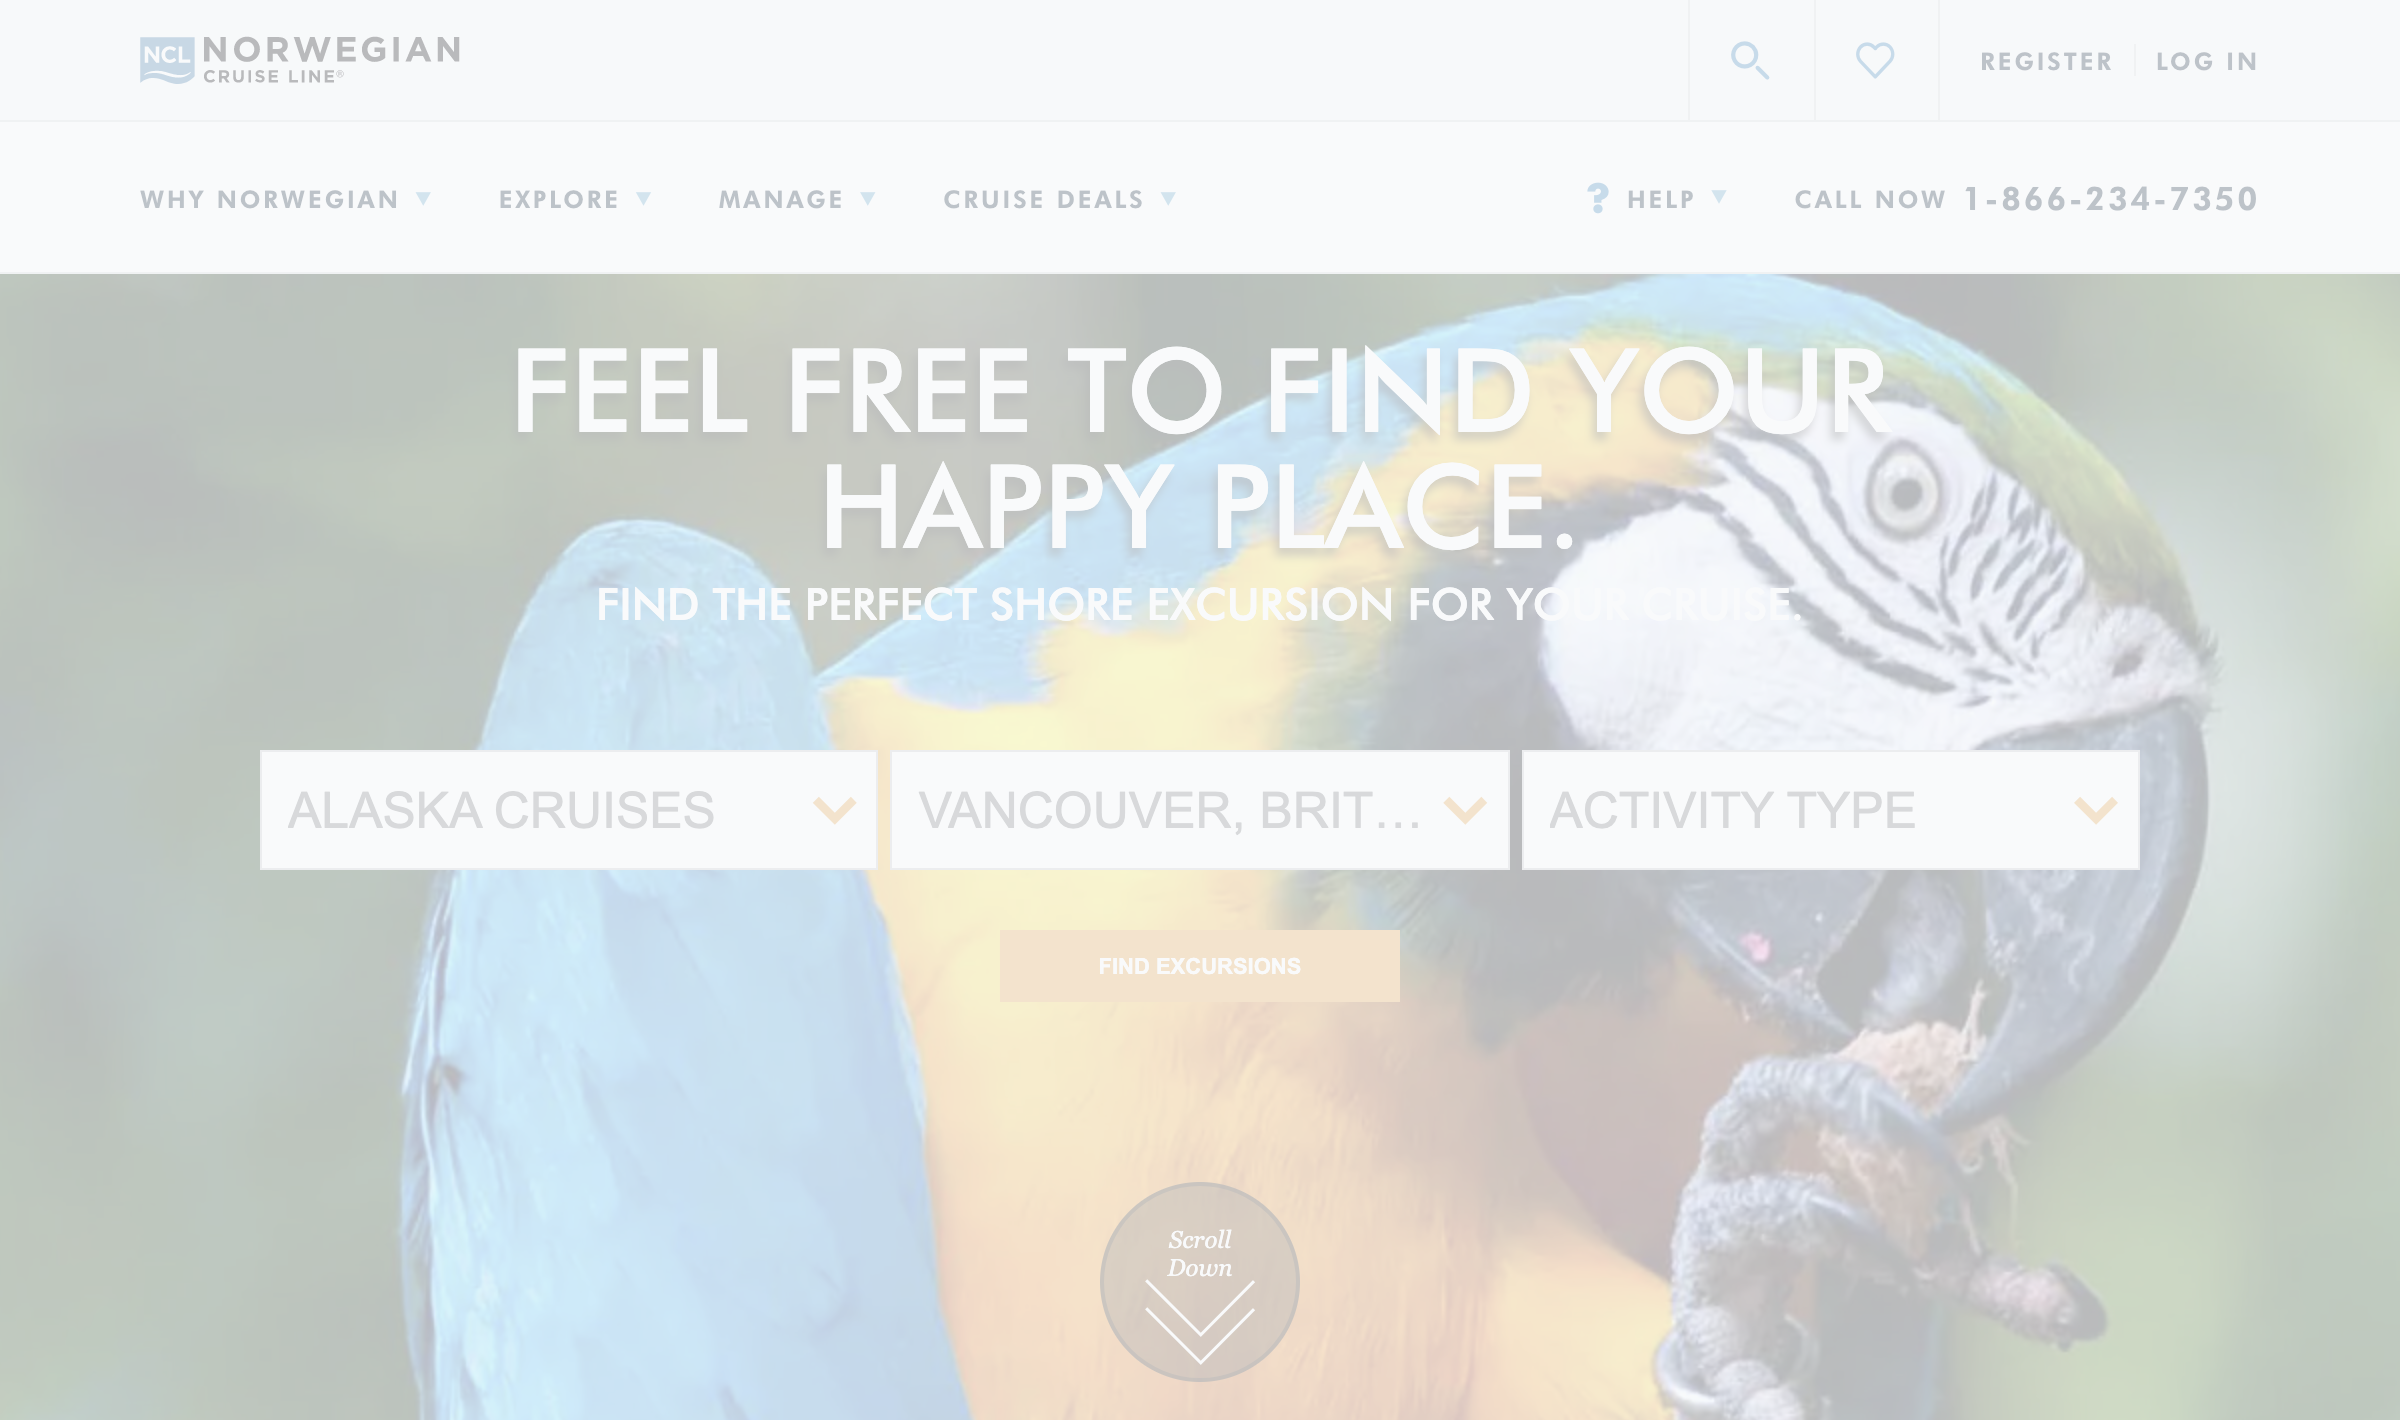 NCL NORWEGIAN
CRUISE LINE®
REGISTER LOG IN
WHY NORWEGIAN EXPLORE MANAGE CRUISE DEALS ? HELP CALL NOW 1-866-234-7350
FEEL FREE TO FIND YOUR
HAPPY PLACE.
FIND THE PERFECT SHORE EXCURSION FOR YOUR CRUISE.
ALASKA CRUISES VANCOUVER, BRIT... ACTIVITY TYPE
FIND EXCURSIONS
Scroll
Down